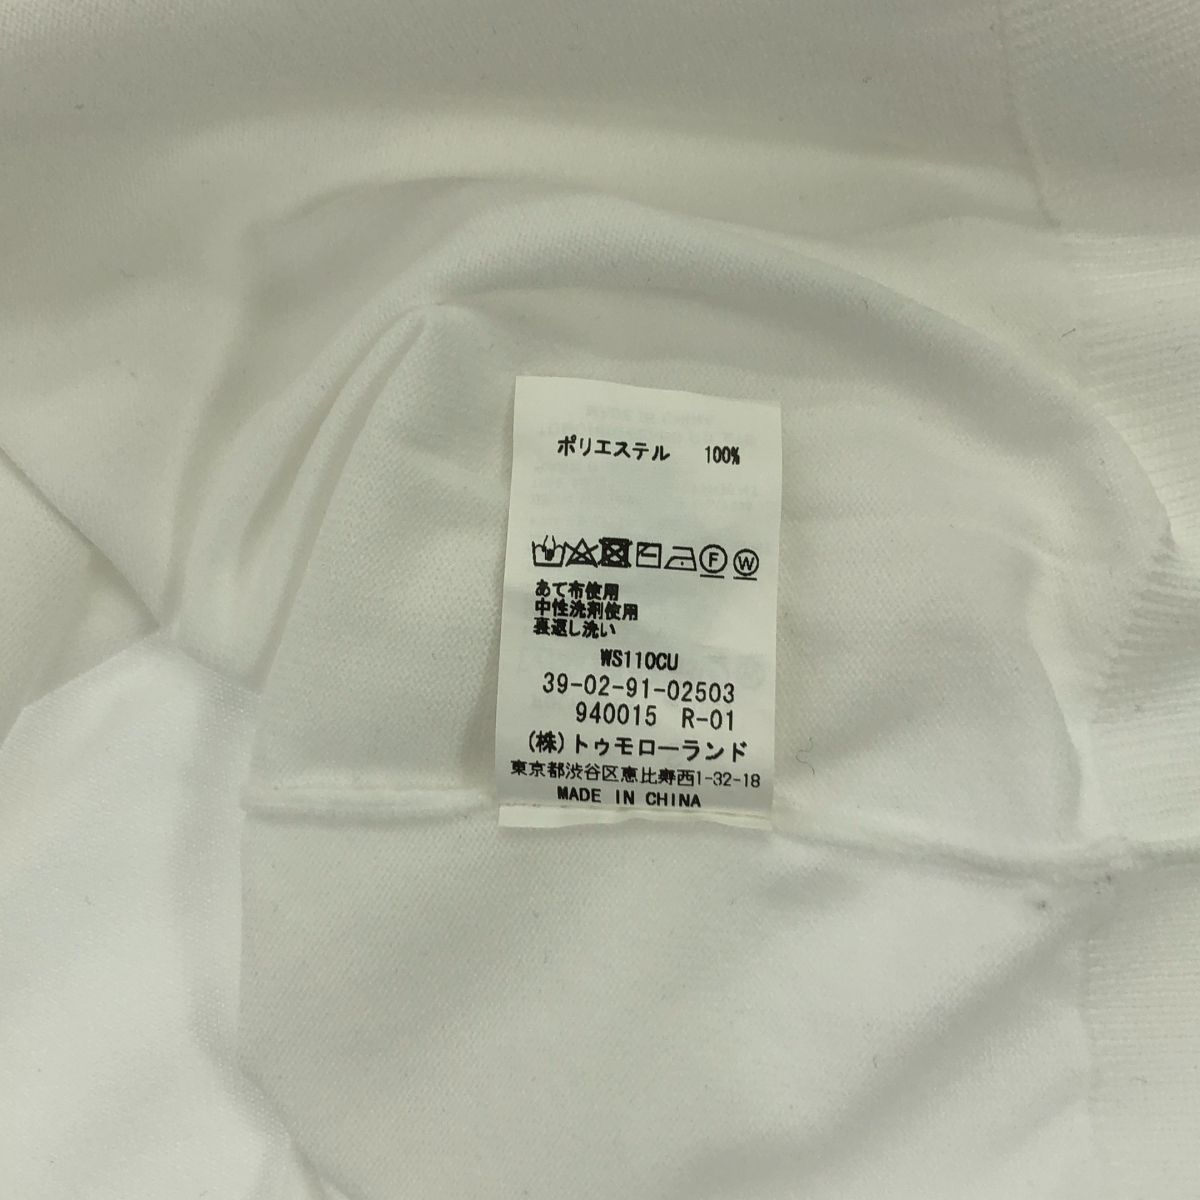 ポリエステル 100%
F W
あて布使用
中性洗剤使用
裏返し洗い
WS110CU
39-02-91-02503
940015 R-01
(株)トゥモローランド
東京都渋谷区恵比寿西1-32-18
MADE IN CHINA